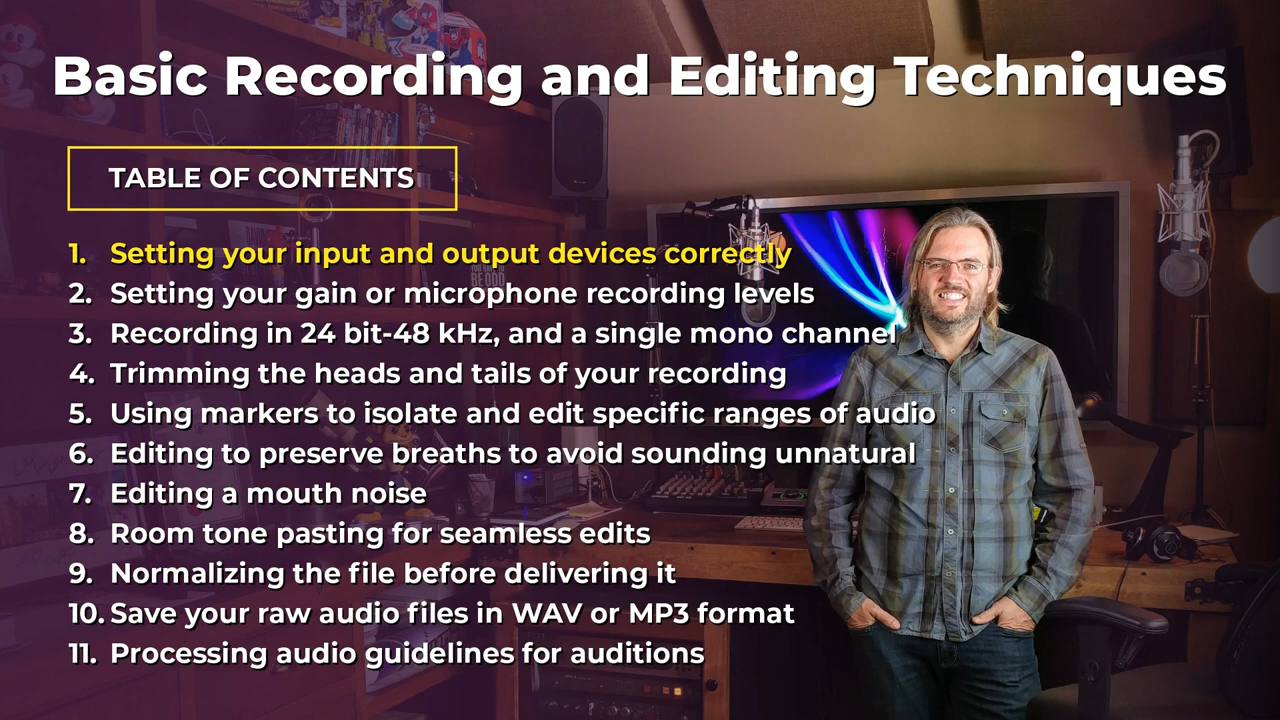 Basic Recording and Editing Techniques
TABLE OF CONTENTS
1. Setting your input and output devices correctly
2. Setting your gain or microphone recording levels
3. Recording in 24 bit-48 kHz, and a single mono channel
4. Trimming the heads and tails of your recording
5. Using markers to isolate and edit specific ranges of audio
6. Editing to preserve breaths to avoid sounding unnatural
7. Editing a mouth noise
8. Room tone pasting for seamless edits
9. Normalizing the file before delivering it
10. Save your raw audio files in WAV or MP3 format
11. Processing audio guidelines for auditions